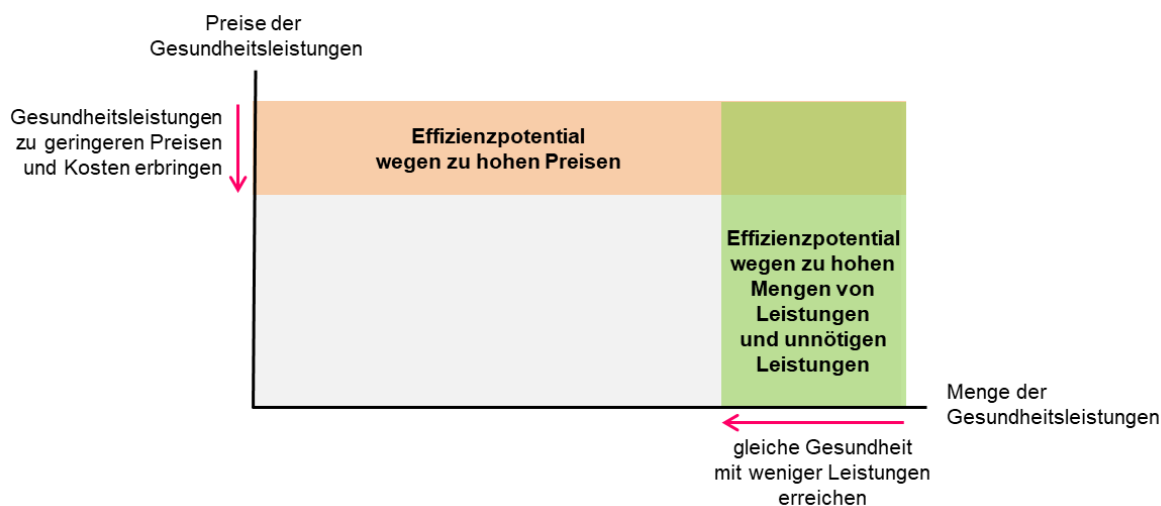 Preise der
Gesundheitsleistungen
Gesundheitsleistungen
zu geringeren Preisen
und Kosten erbringen
Effizienzpotential
wegen zu hohen Preisen
Effizienzpotential
wegen zu hohen
Mengen von
Leistungen
und unnötigen
Leistungen
Menge der
Gesundheitsleistungen
gleiche Gesundheit
mit weniger Leistungen
erreichen